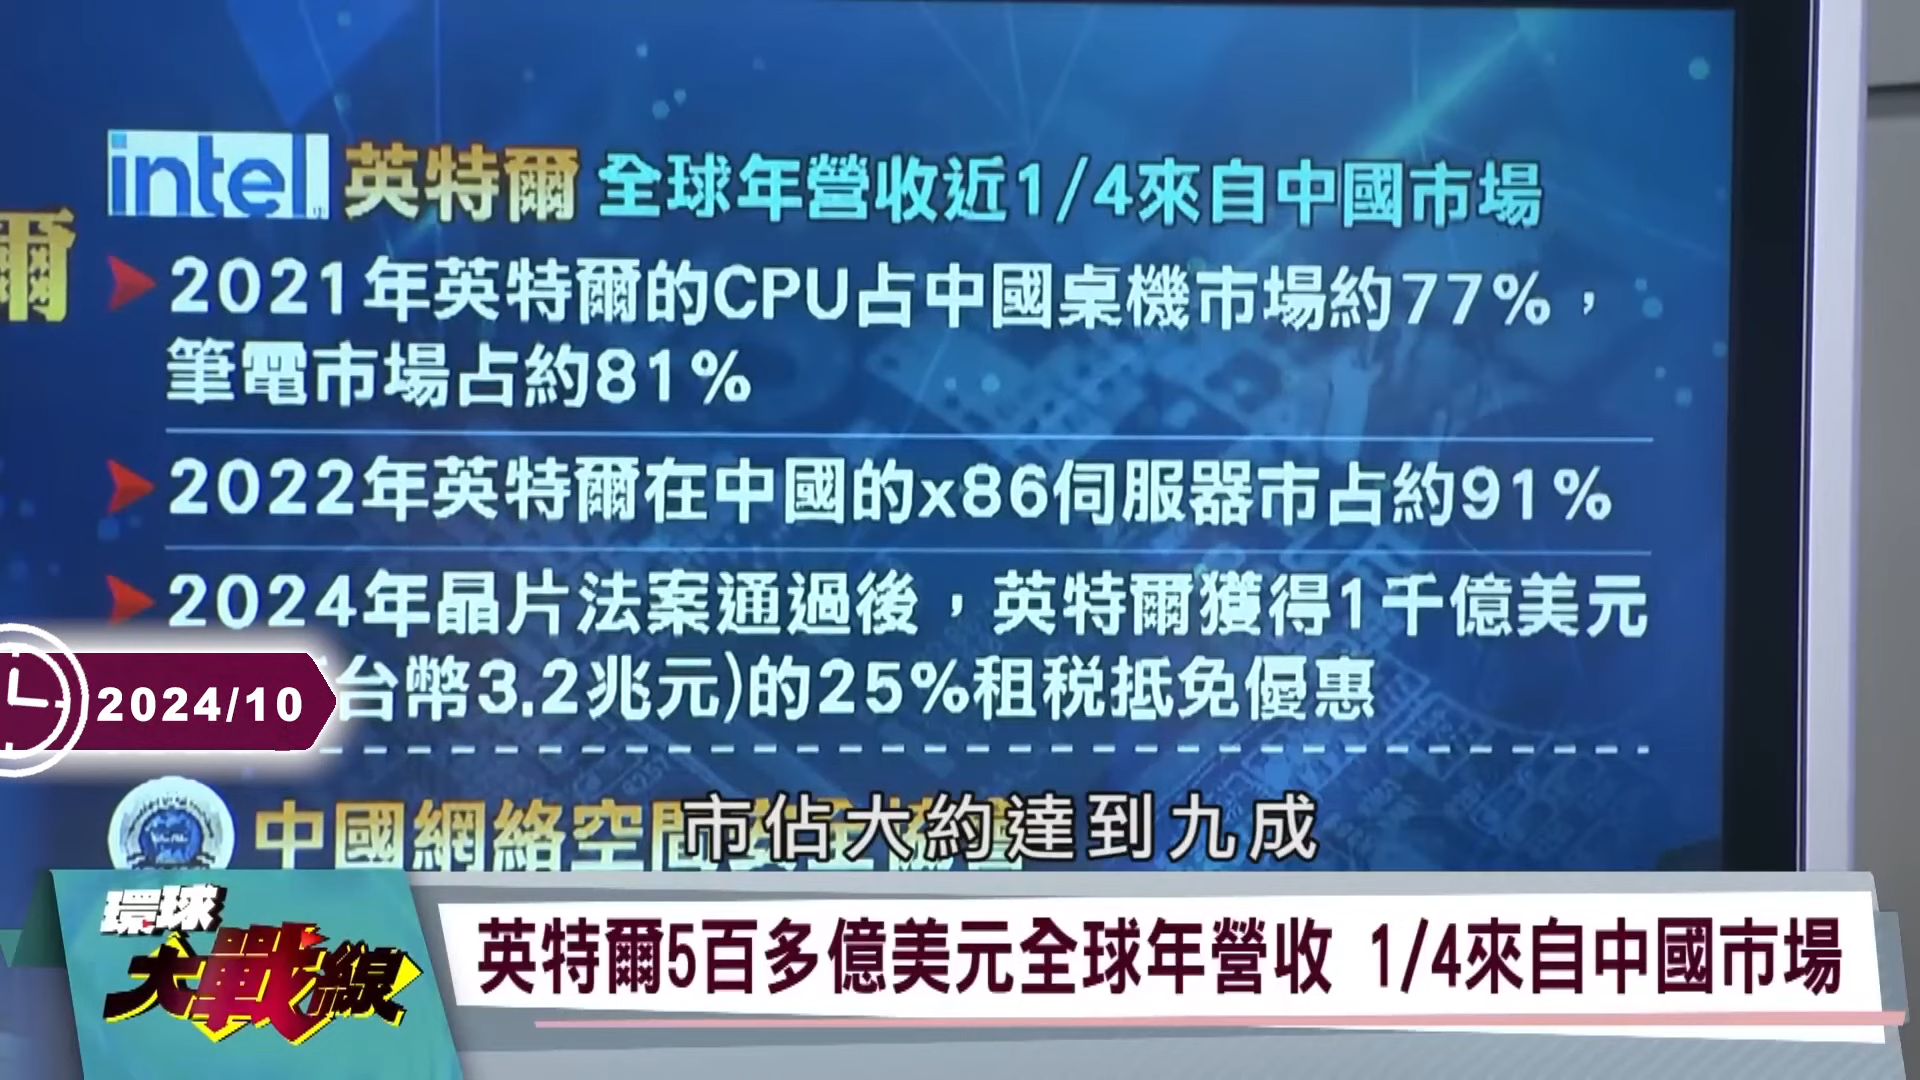 intel 英特爾 全球年營收近1/4來自中國市場
爾
2021年英特爾的CPU占中國桌機市場約77%，
筆電市場占約81%
2022年英特爾在中國的x86伺服器市占約91%
2024年晶片法案通過後，英特爾獲得1千億美元
台幣3.2兆元)的25%租稅抵免優惠
2024/10
中國網絡空間
市佔大約達到九成
環球
大戰線
英特爾5百多億美元全球年營收 1/4來自中國市場